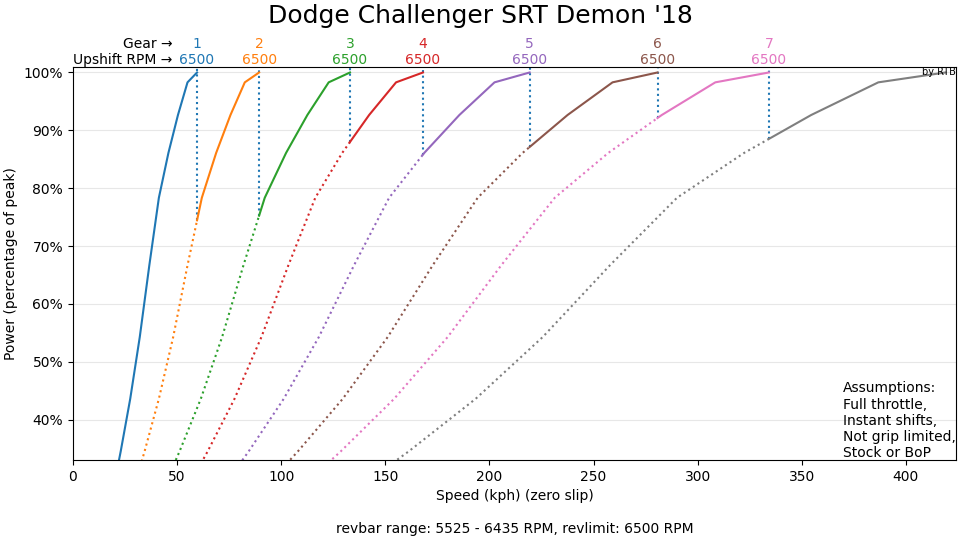 Dodge Challenger SRT Demon '18
Gear → 1 2 3 4 5 6 7
Upshift RPM → 6500 6500 6500 6500 6500 6500 6500
by RTB
100%
90%
80%
70%
60%
50%
40%
Power (percentage of peak)
Assumptions:
Full throttle,
Instant shifts,
Not grip limited,
Stock or BoP
0 50 100 150 200 250 300 350 400
Speed (kph) (zero slip)
revbar range: 5525 - 6435 RPM, revlimit: 6500 RPM